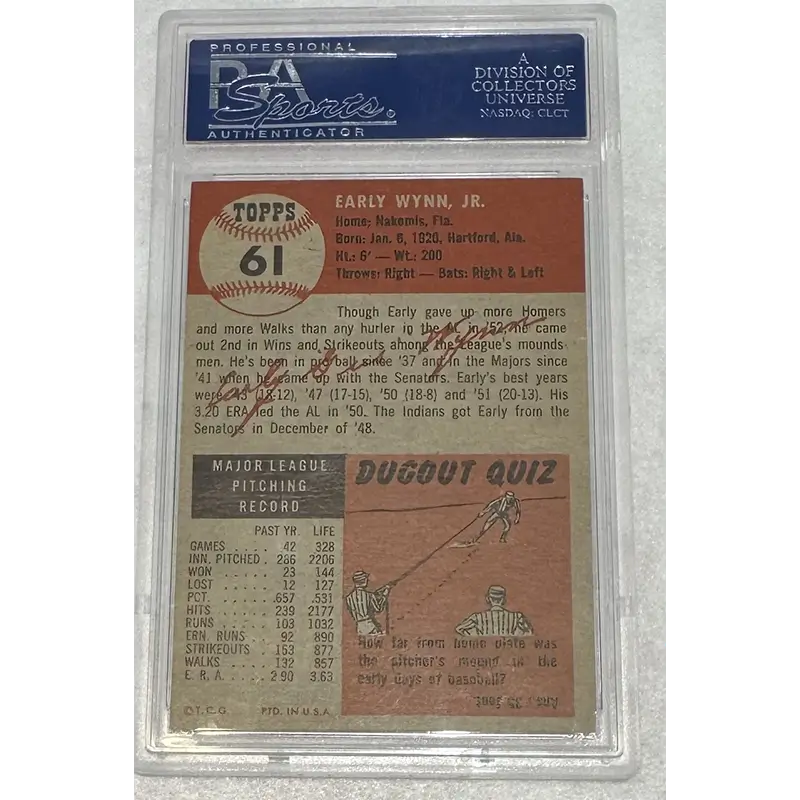 PROFESSIONAL
PSA
Sports®
AUTHENTICATOR
A
DIVISION OF
COLLECTORS
UNIVERSE
NASDAQ: CLCT
TOPPS
61
EARLY WYNN, JR.
Home: Nakomis, Fla.
Born: Jan. 6, 1920, Hartford, Ala.
Ht.: 6' — Wt.: 200
Throws: Right — Bats: Right & Left
Though Early gave up more Homers
and more Walks than any hurler in the AL in '52, he came
out 2nd in Wins and Strikeouts among the League's mounds-
men. He's been in pro ball since '37 and in the Majors since
'41 when he came up with the Senators. Early's best years
were '43 (18-12), '47 (17-15), '50 (18-8) and '51 (20-13). His
3.20 ERA led the AL in '50. The Indians got Early from the
Senators in December of '48.
Early Wynn
MAJOR LEAGUE
PITCHING
RECORD
PAST YR. LIFE
GAMES .... 42 328
INN. PITCHED . 286 2206
WON ..... 23 144
LOST ..... 12 127
PCT. ..... .657 .531
HITS ..... 239 2177
RUNS .... 103 1032
ERN. RUNS .. 92 890
STRIKEOUTS . 153 877
WALKS .... 132 857
E. R. A. .... 2.90 3.63
©T.C.G. PTD. IN U.S.A.
DUGOUT QUIZ
How far from home plate was
the pitcher's mound in the
early days of baseball?